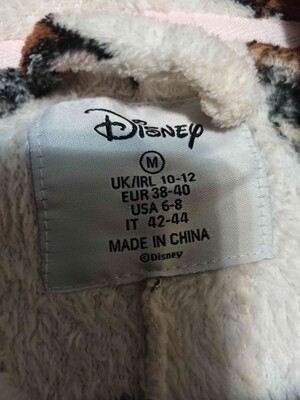 Disney
M
UK/IRL 10-12
EUR 38-40
USA 6-8
IT 42-44
MADE IN CHINA
©Disney